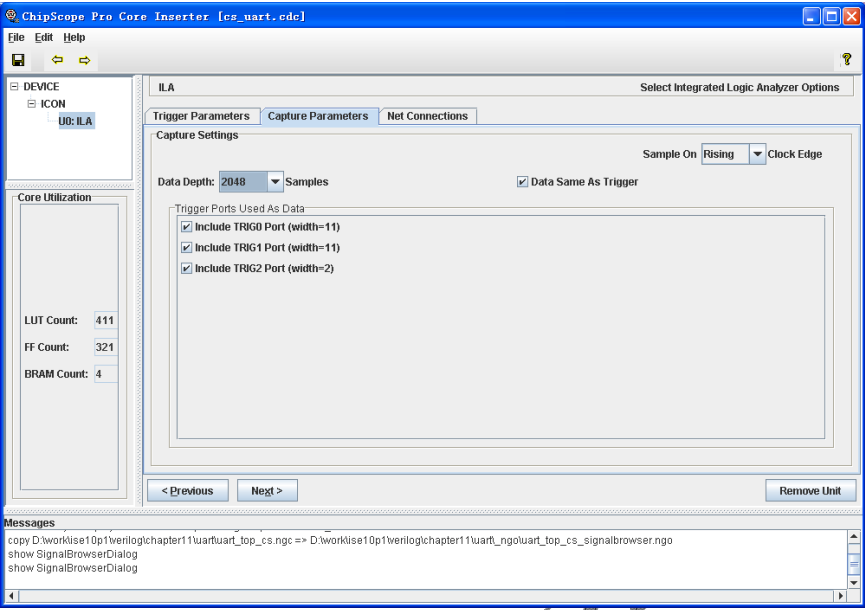 ChipScope Pro Core Inserter [cs_uart.cdc]
File Edit Help
DEVICE
ICON
U0: ILA
ILA
Select Integrated Logic Analyzer Options
Trigger Parameters Capture Parameters Net Connections
Capture Settings
Sample On Rising Clock Edge
Data Depth: 2048 Samples
Data Same As Trigger
Trigger Ports Used As Data
Include TRIG0 Port (width=11)
Include TRIG1 Port (width=11)
Include TRIG2 Port (width=2)
Core Utilization
LUT Count: 411
FF Count: 321
BRAM Count: 4
< Previous Next > Remove Unit
Messages
copy D:\work\ise10p1\verilog\chapter11\uart\uart_top_cs.ngc => D:\work\ise10p1\verilog\chapter11\uart\_ngo\uart_top_cs_signalbrowser.ngo
show SignalBrowserDialog
show SignalBrowserDialog